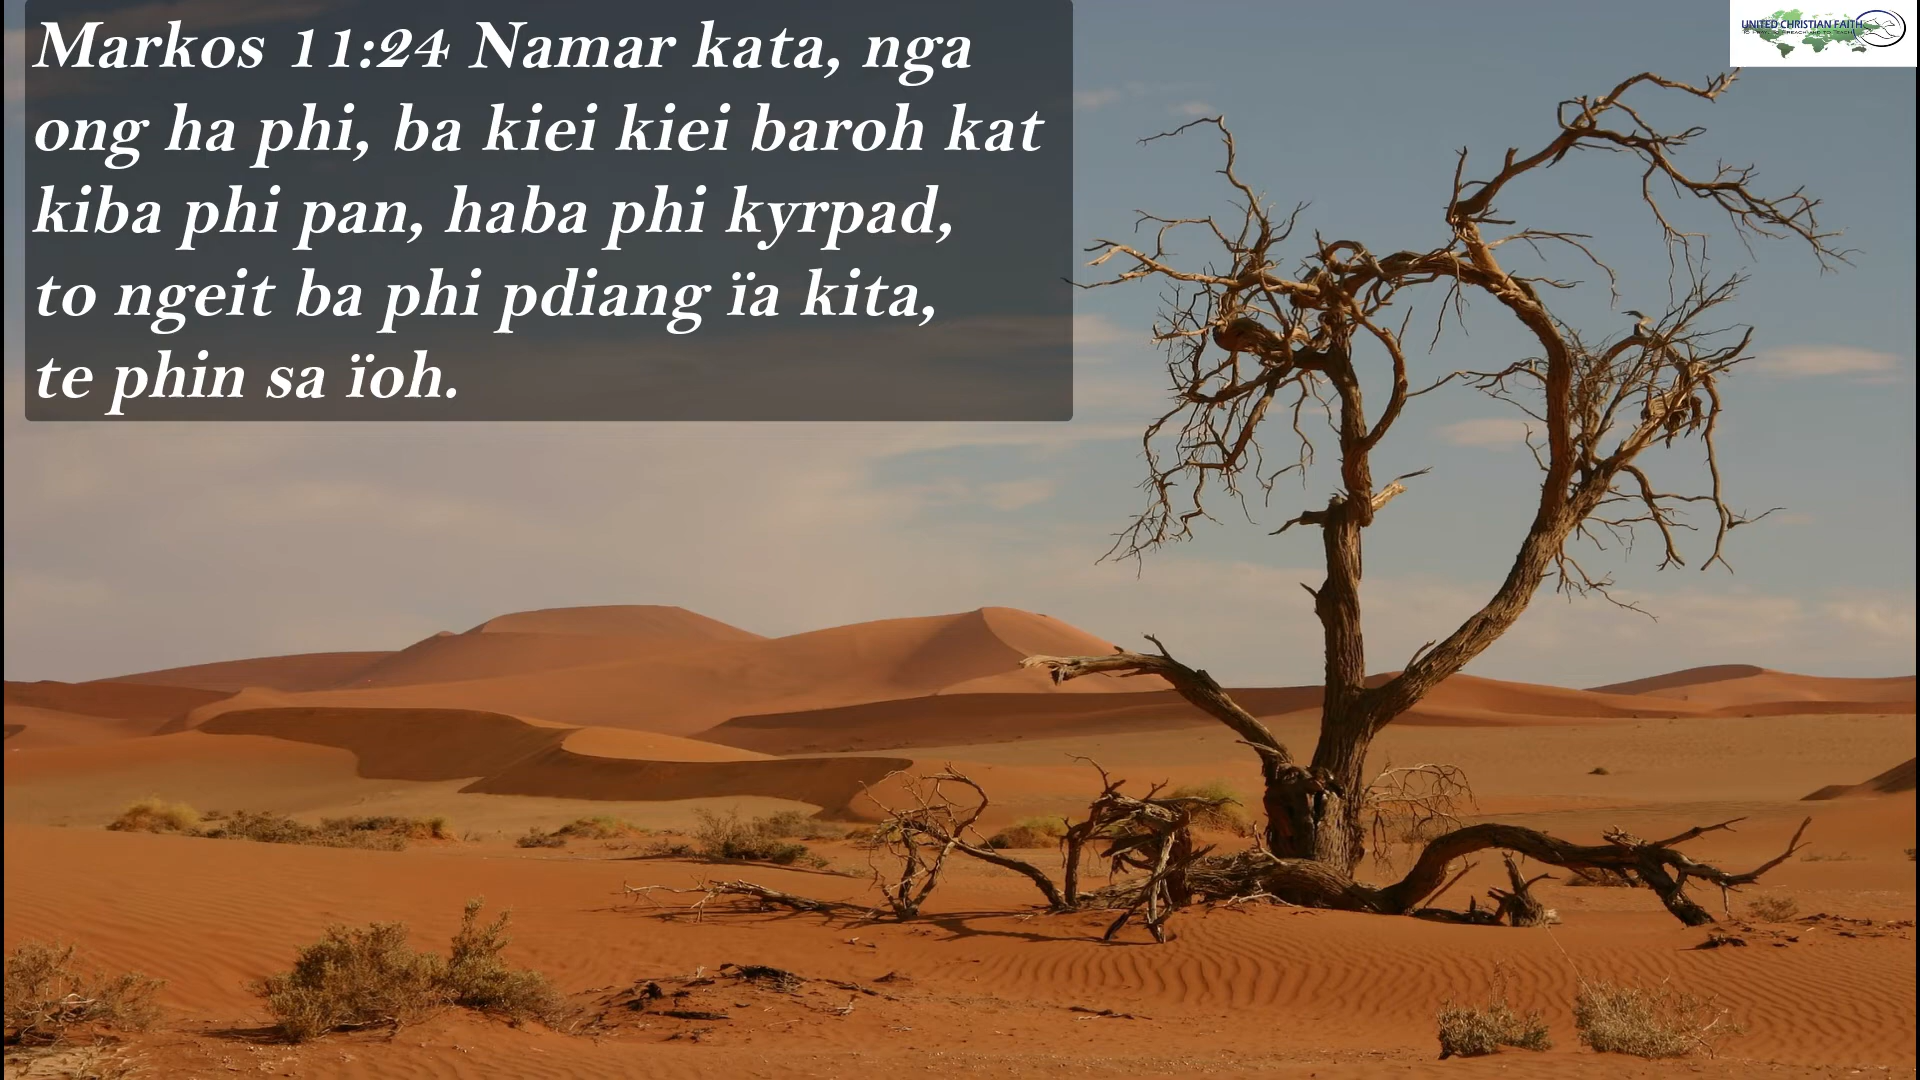 Markos 11:24 Namar kata, nga
ong ha phi, ba kiei kiei baroh kat
kiba phi pan, haba phi kyrpad,
to ngeit ba phi pdiang ïa kita,
te phin sa ïoh.
UNITED CHRISTIAN FAITH